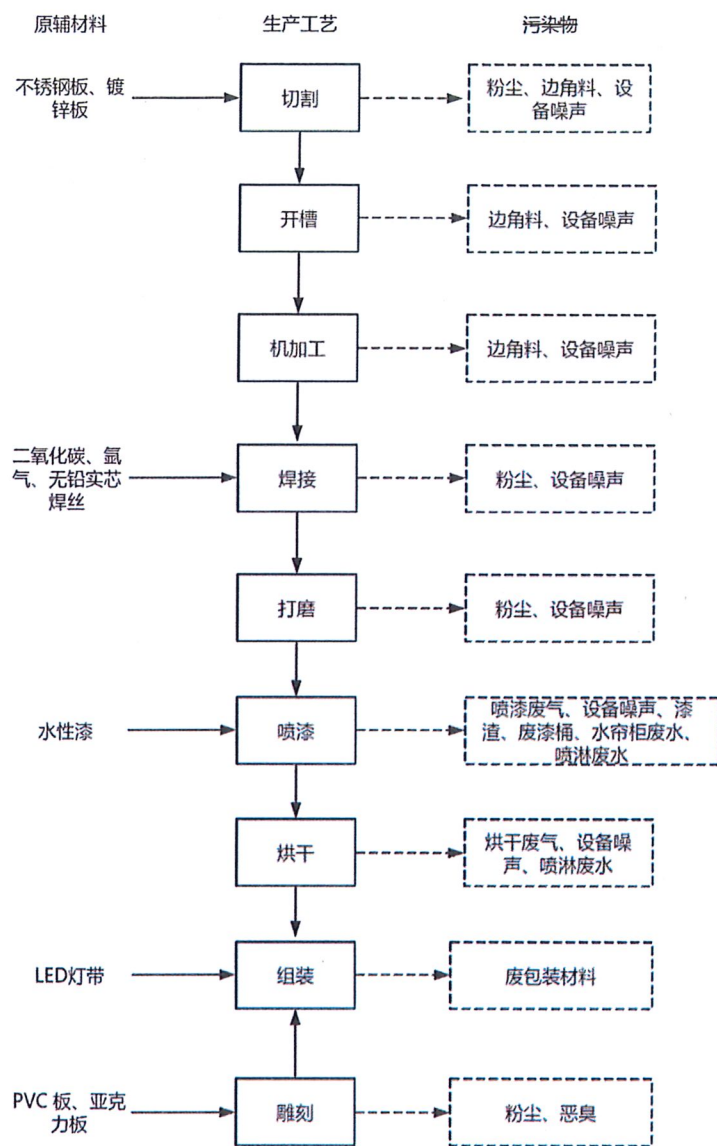 原辅材料
生产工艺
污染物
不锈钢板、镀
锌板
切割
粉尘、边角料、设
备噪声
开槽
边角料、设备噪声
机加工
边角料、设备噪声
二氧化碳、氩
气、无铅实芯
焊丝
焊接
粉尘、设备噪声
打磨
粉尘、设备噪声
水性漆
喷漆
喷漆废气、设备噪声、漆
渣、废漆桶、水帘柜废水、
喷淋废水
烘干
烘干废气、设备噪
声、喷淋废水
LED灯带
组装
废包装材料
PVC 板、亚克
力板
雕刻
粉尘、恶臭